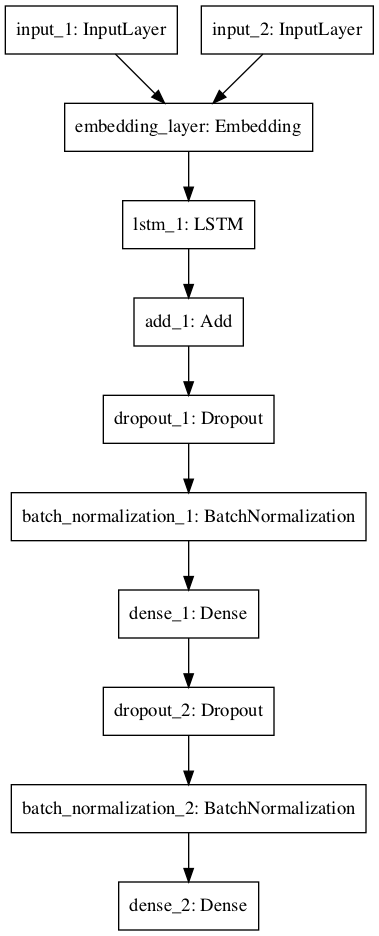 input_1: InputLayer
input_2: InputLayer
embedding_layer: Embedding
lstm_1: LSTM
add_1: Add
dropout_1: Dropout
batch_normalization_1: BatchNormalization
dense_1: Dense
dropout_2: Dropout
batch_normalization_2: BatchNormalization
dense_2: Dense